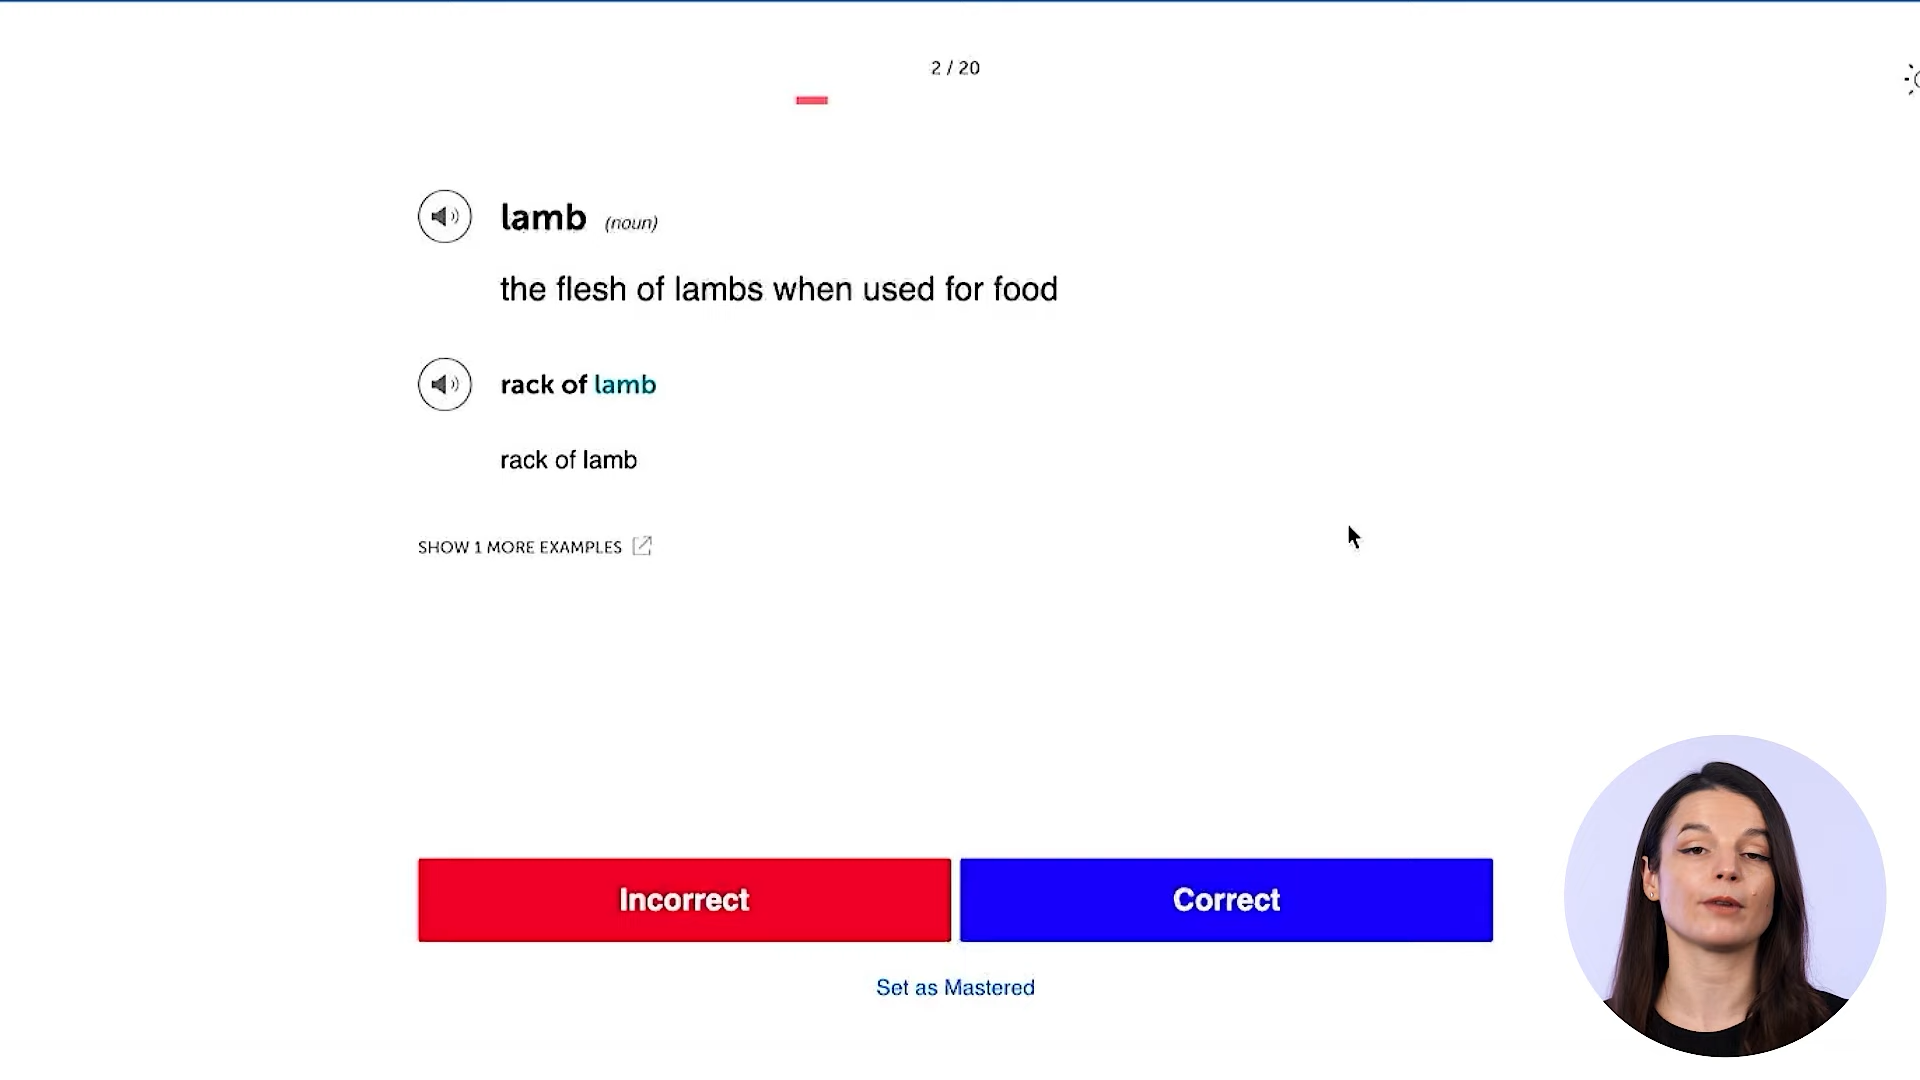 2 / 20
lamb (noun)
the flesh of lambs when used for food
rack of lamb
rack of lamb
SHOW 1 MORE EXAMPLES
Incorrect
Correct
Set as Mastered